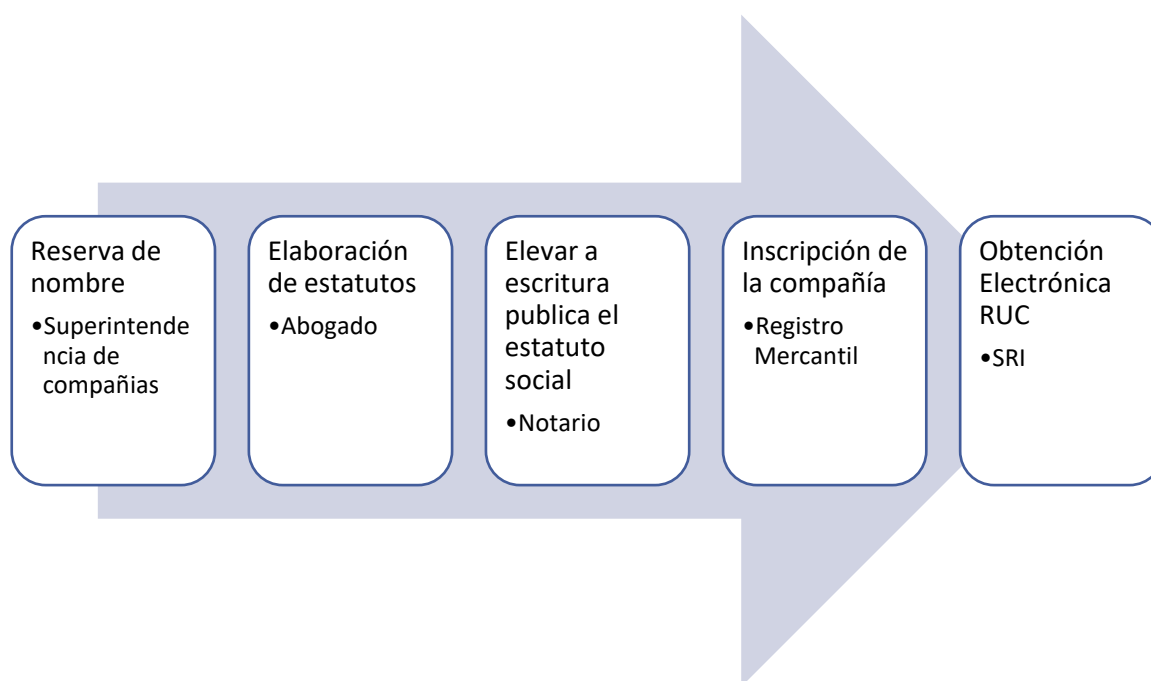 Reserva de
nombre
•Superintende
ncia de
compañias
Elaboración
de estatutos
•Abogado
Elevar a
escritura
publica el
estatuto
social
•Notario
Inscripción de
la compañía
•Registro
Mercantil
Obtención
Electrónica
RUC
•SRI